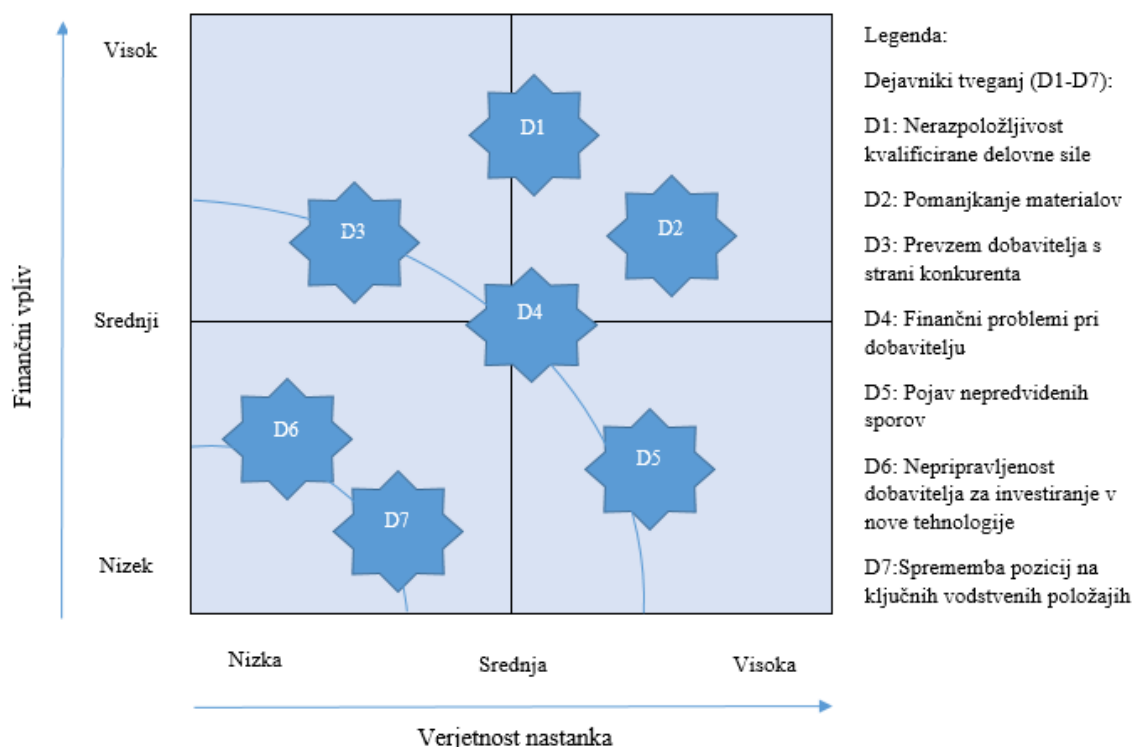 Visok
Srednji
Nizek
Finančni vpliv
D1
D2
D3
D4
D5
D6
D7
Nizka
Srednja
Visoka
Verjetnost nastanka
Legenda:
Dejavniki tveganj (D1-D7):
D1: Nerazpoložljivost
kvalificirane delovne sile
D2: Pomanjkanje materialov
D3: Prevzem dobavitelja s
strani konkurenta
D4: Finančni problemi pri
dobavitelju
D5: Pojav nepredvidenih
sporov
D6: Nepripravljenost
dobavitelja za investiranje v
nove tehnologije
D7:Sprememba pozicij na
ključnih vodstvenih položajih